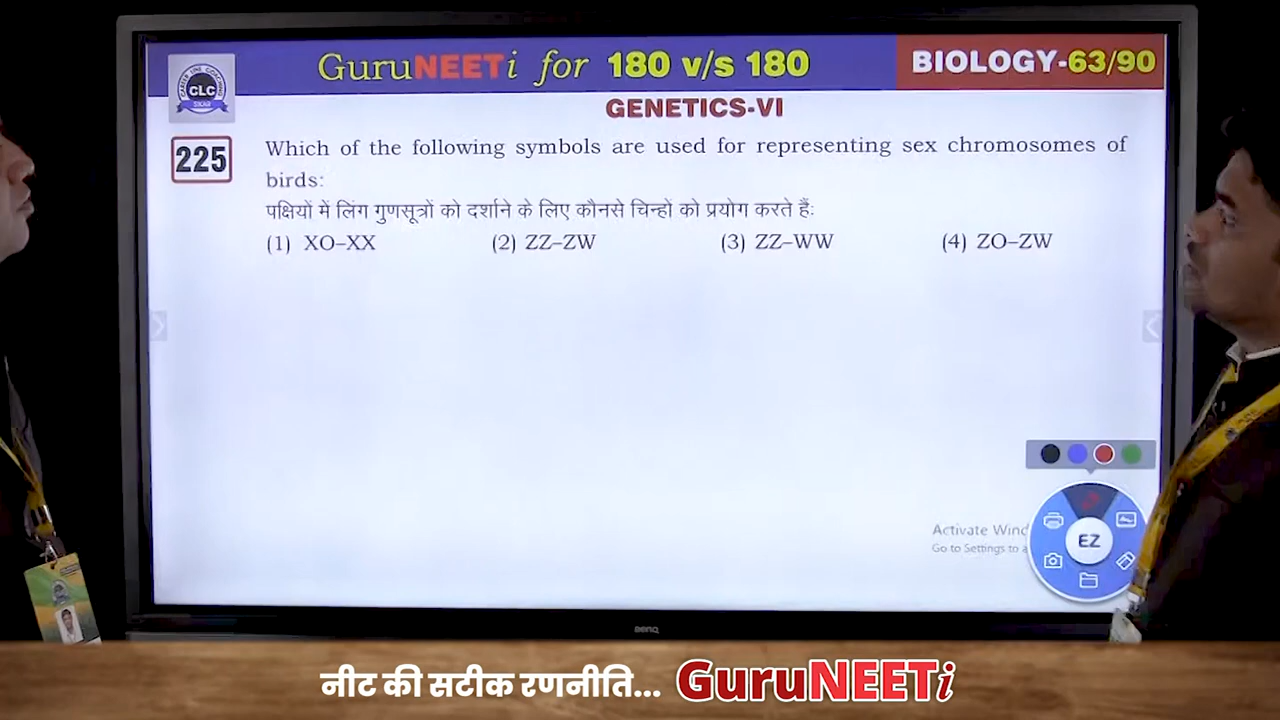 GuruNEETi for 180 v/s 180
BIOLOGY-63/90
CLC
SIKAR
GENETICS-VI
225
Which of the following symbols are used for representing sex chromosomes of
birds:
पक्षियों में लिंग गुणसूत्रों को दर्शाने के लिए कौनसे चिन्हों को प्रयोग करते हैंः
(1) XO–XX (2) ZZ–ZW (3) ZZ–WW (4) ZO–ZW
Activate Wind
Go to Settings to a
EZ
BENQ
नीट की सटीक रणनीति... GuruNEETi